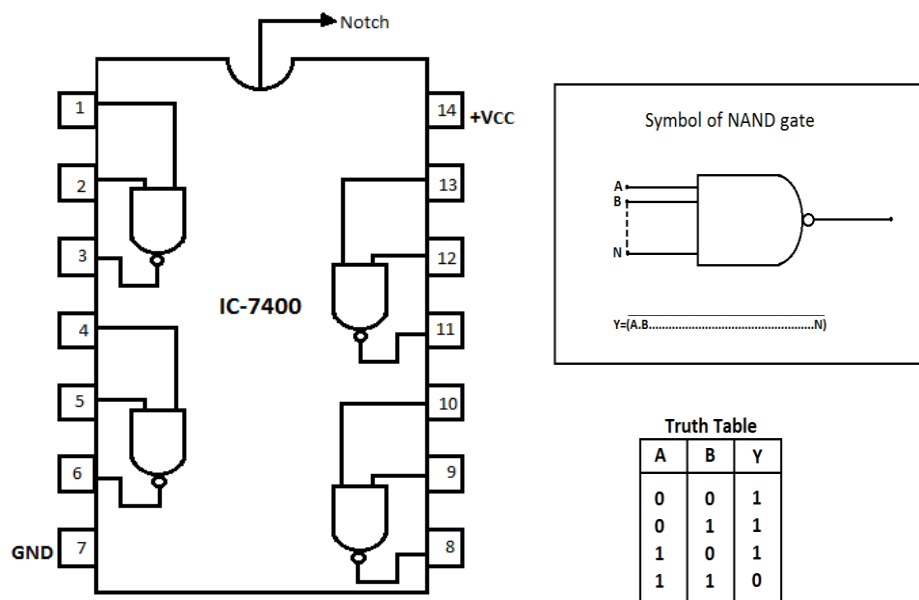 Notch
1
2
3
4
5
6
GND 7
IC-7400
14 +VCC
13
12
11
10
9
8
Symbol of NAND gate
A
B
N
Y=(A.B..................................................N)
Truth Table
A B Y
0 0 1
0 1 1
1 0 1
1 1 0